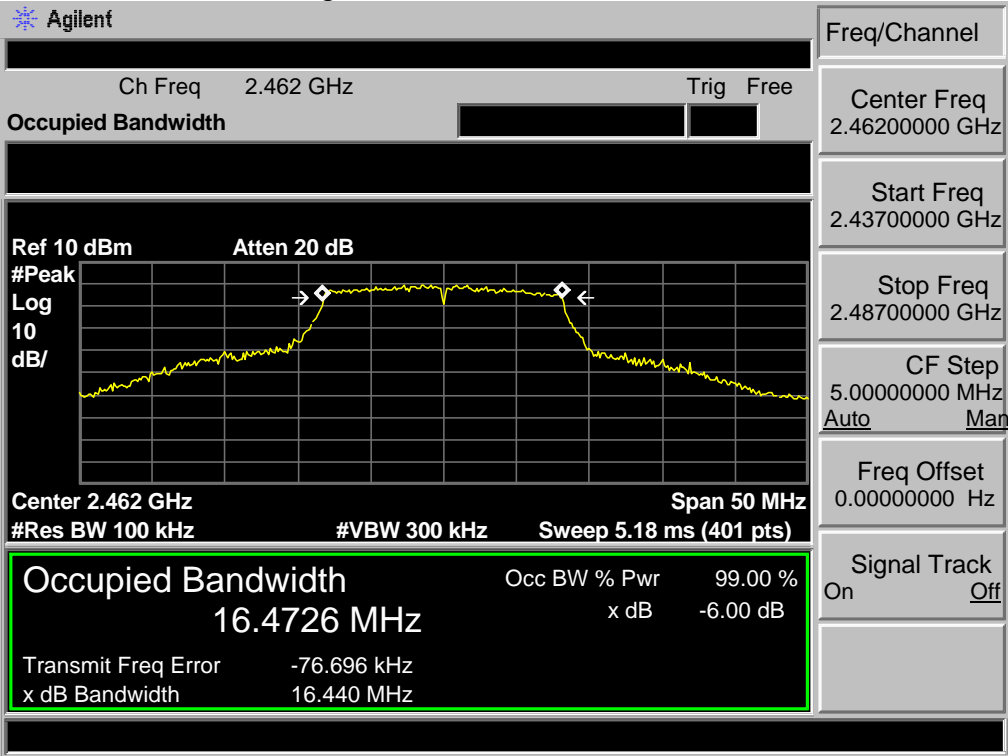 Agilent
Freq/Channel
Ch Freq 2.462 GHz Trig Free
Occupied Bandwidth
Center Freq
2.46200000 GHz
Start Freq
2.43700000 GHz
Ref 10 dBm Atten 20 dB
#Peak
Log
10
dB/
Stop Freq
2.48700000 GHz
CF Step
5.00000000 MHz
Auto Man
Freq Offset
0.00000000 Hz
Center 2.462 GHz Span 50 MHz
#Res BW 100 kHz #VBW 300 kHz Sweep 5.18 ms (401 pts)
Signal Track
On Off
Occupied Bandwidth
16.4726 MHz
Occ BW % Pwr 99.00 %
x dB -6.00 dB
Transmit Freq Error -76.696 kHz
x dB Bandwidth 16.440 MHz